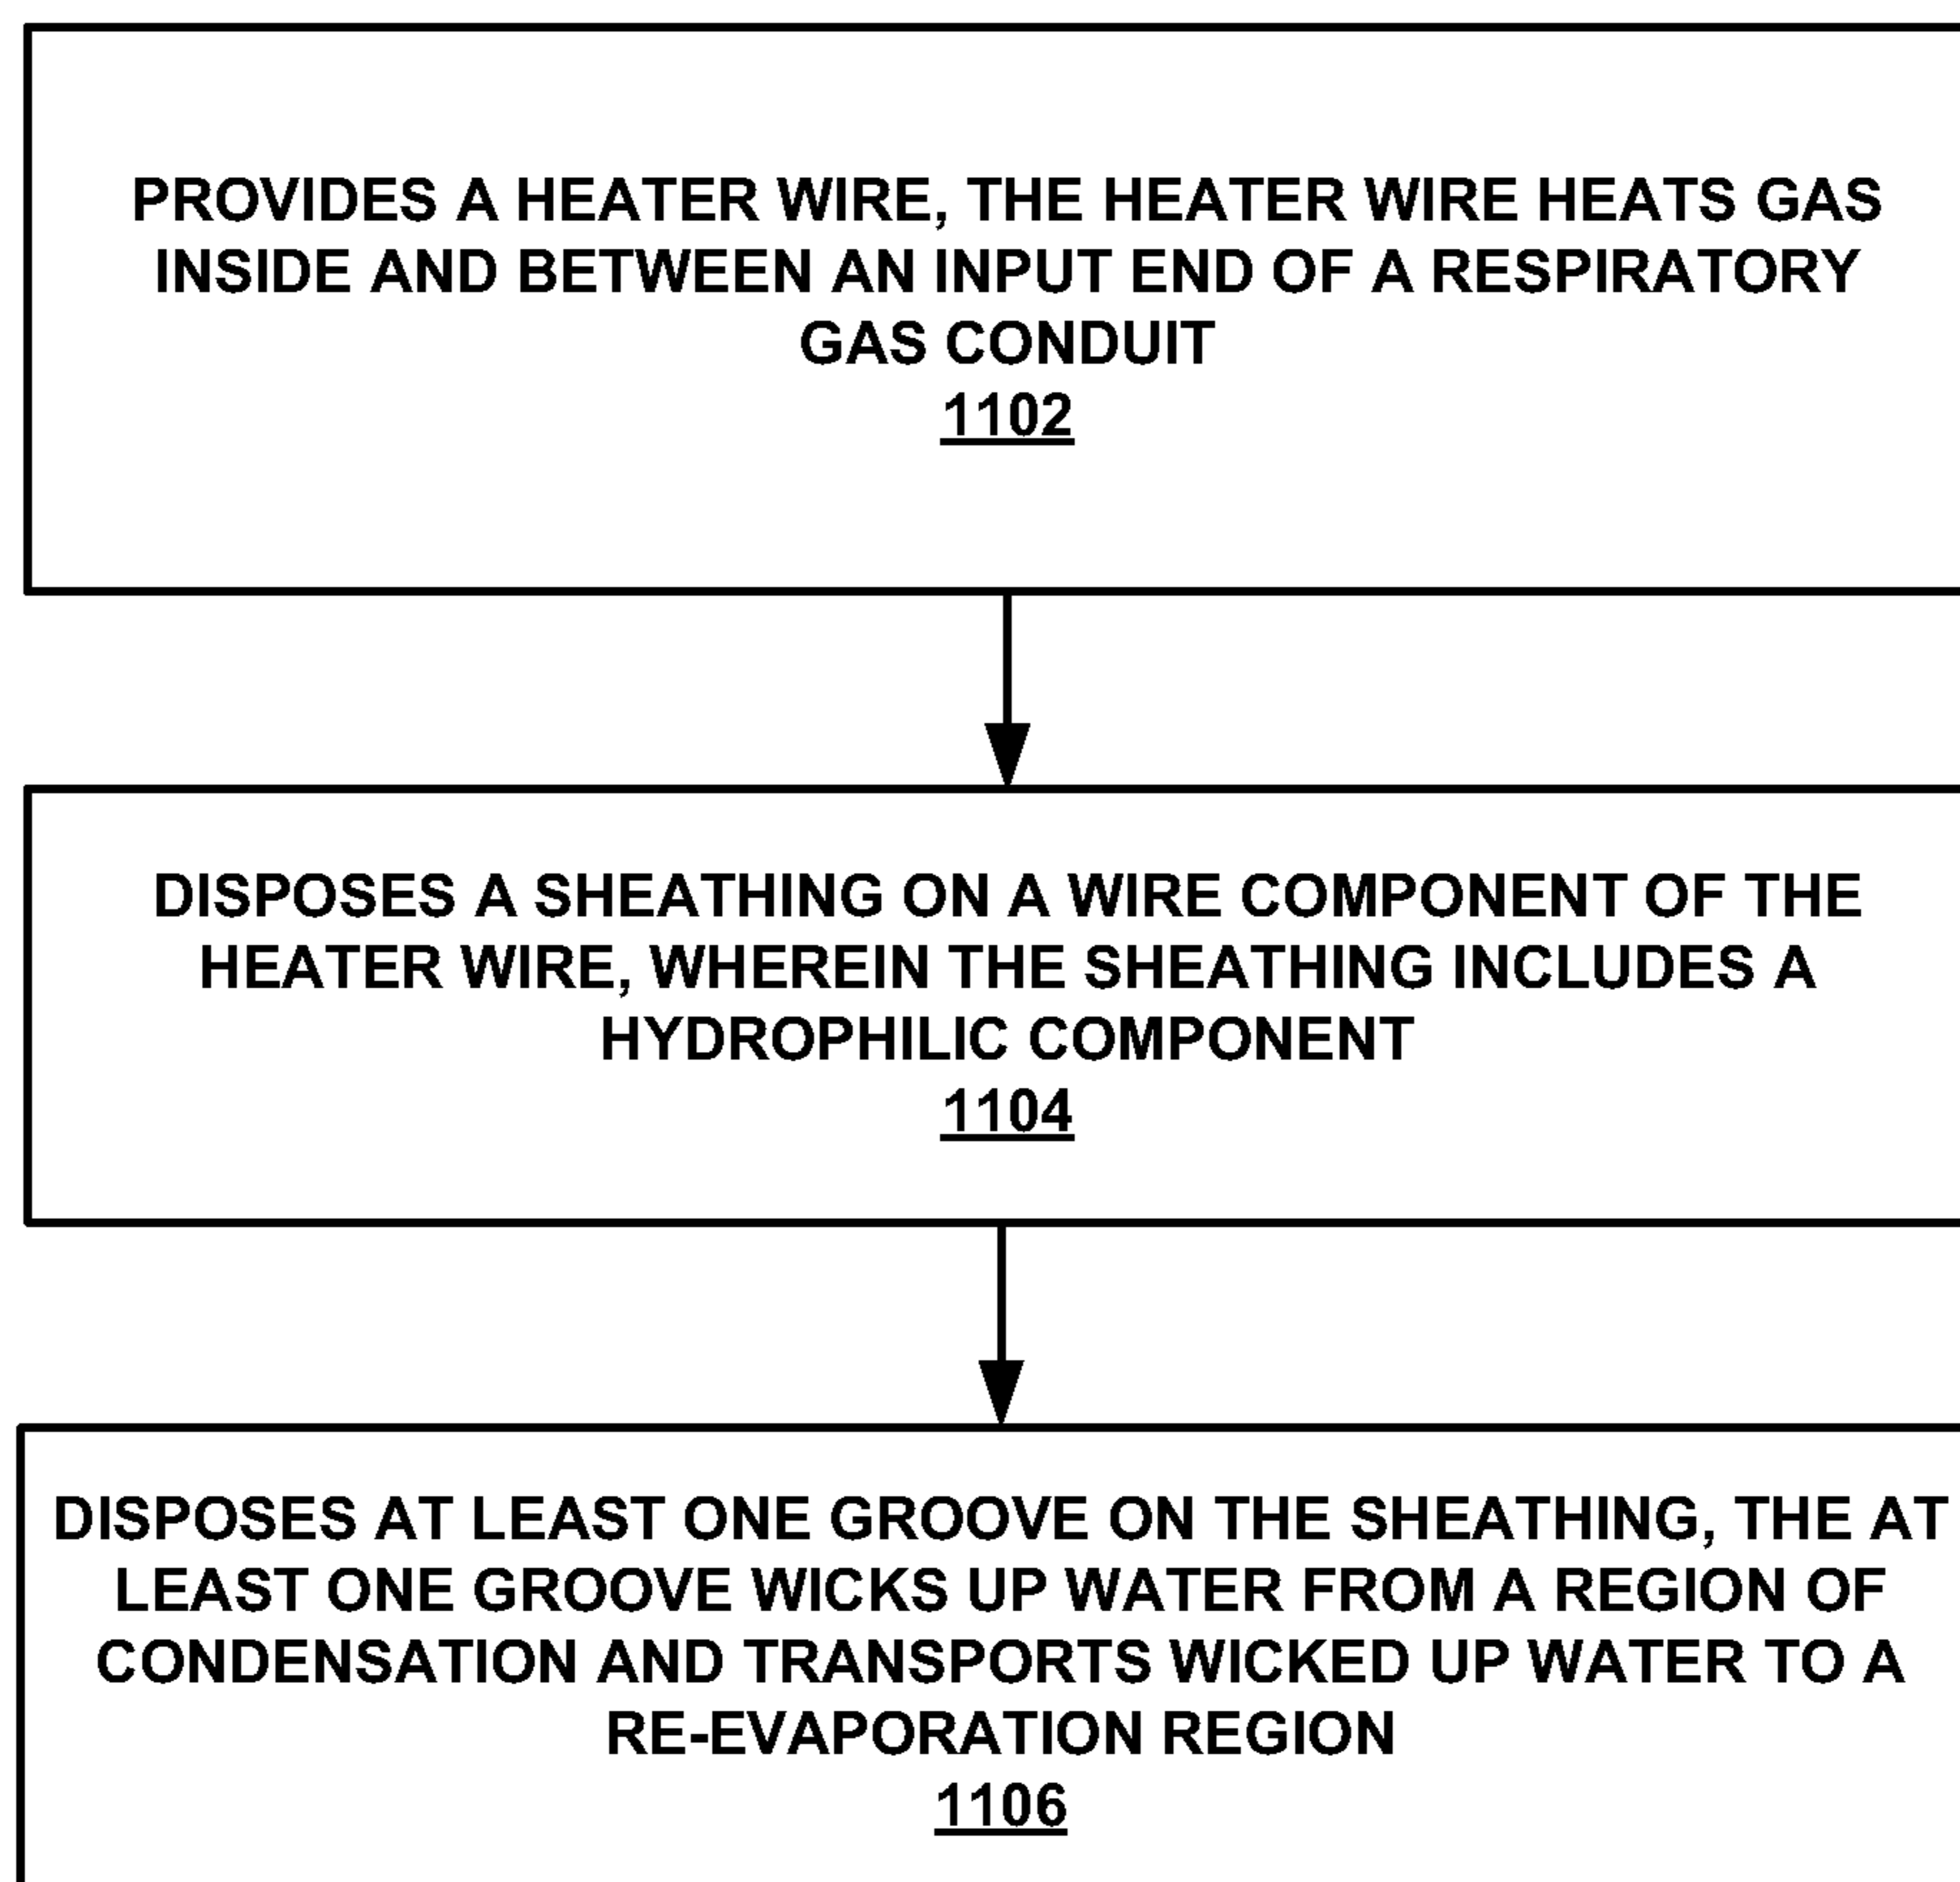 PROVIDES A HEATER WIRE, THE HEATER WIRE HEATS GAS
INSIDE AND BETWEEN AN INPUT END OF A RESPIRATORY
GAS CONDUIT
1102
DISPOSES A SHEATHING ON A WIRE COMPONENT OF THE
HEATER WIRE, WHEREIN THE SHEATHING INCLUDES A
HYDROPHILIC COMPONENT
1104
DISPOSES AT LEAST ONE GROOVE ON THE SHEATHING, THE AT
LEAST ONE GROOVE WICKS UP WATER FROM A REGION OF
CONDENSATION AND TRANSPORTS WICKED UP WATER TO A
RE-EVAPORATION REGION
1106